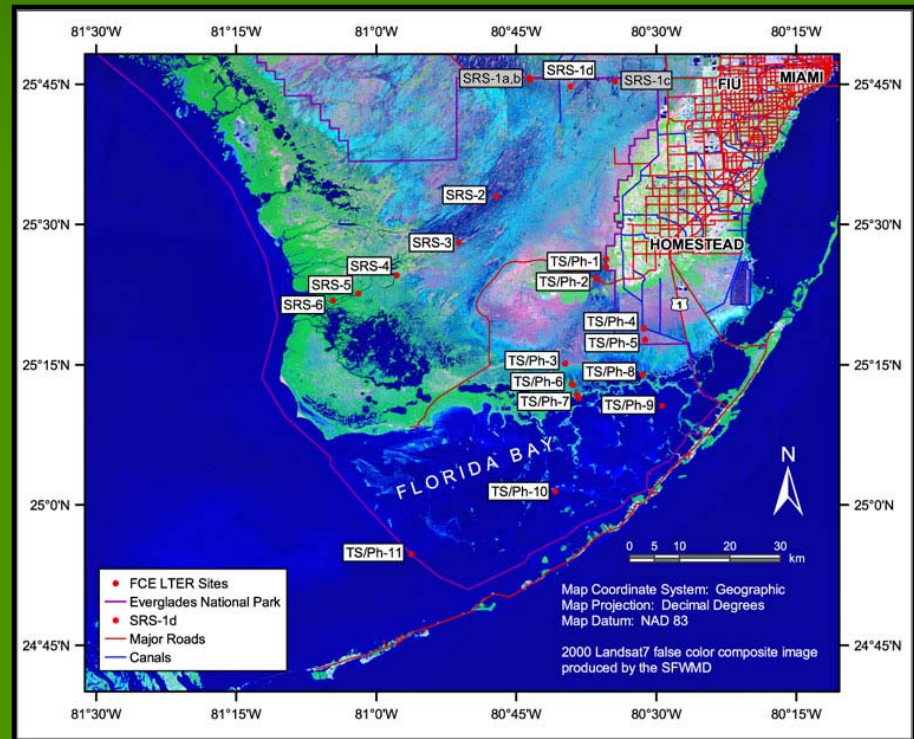 81°30'W 81°15'W 81°0'W 80°45'W 80°30'W 80°15'W
25°45'N 25°45'N
SRS-1a,b SRS-1d SRS-1c FIU MIAMI
SRS-2
25°30'N 25°30'N
SRS-3 HOMESTEAD
TS/Ph-1
SRS-4 TS/Ph-2
SRS-5
SRS-6 1
TS/Ph-4
TS/Ph-5
25°15'N 25°15'N
TS/Ph-3
TS/Ph-8
TS/Ph-6
TS/Ph-7 TS/Ph-9
FLORIDA BAY
N
TS/Ph-10
25°0'N 25°0'N
TS/Ph-11
0 5 10 20 30
km
FCE LTER Sites
Everglades National Park
SRS-1d
Major Roads
Canals
Map Coordinate System: Geographic
Map Projection: Decimal Degrees
Map Datum: NAD 83
2000 Landsat7 false color composite image
produced by the SFWMD
24°45'N 24°45'N
81°30'W 81°15'W 81°0'W 80°45'W 80°30'W 80°15'W